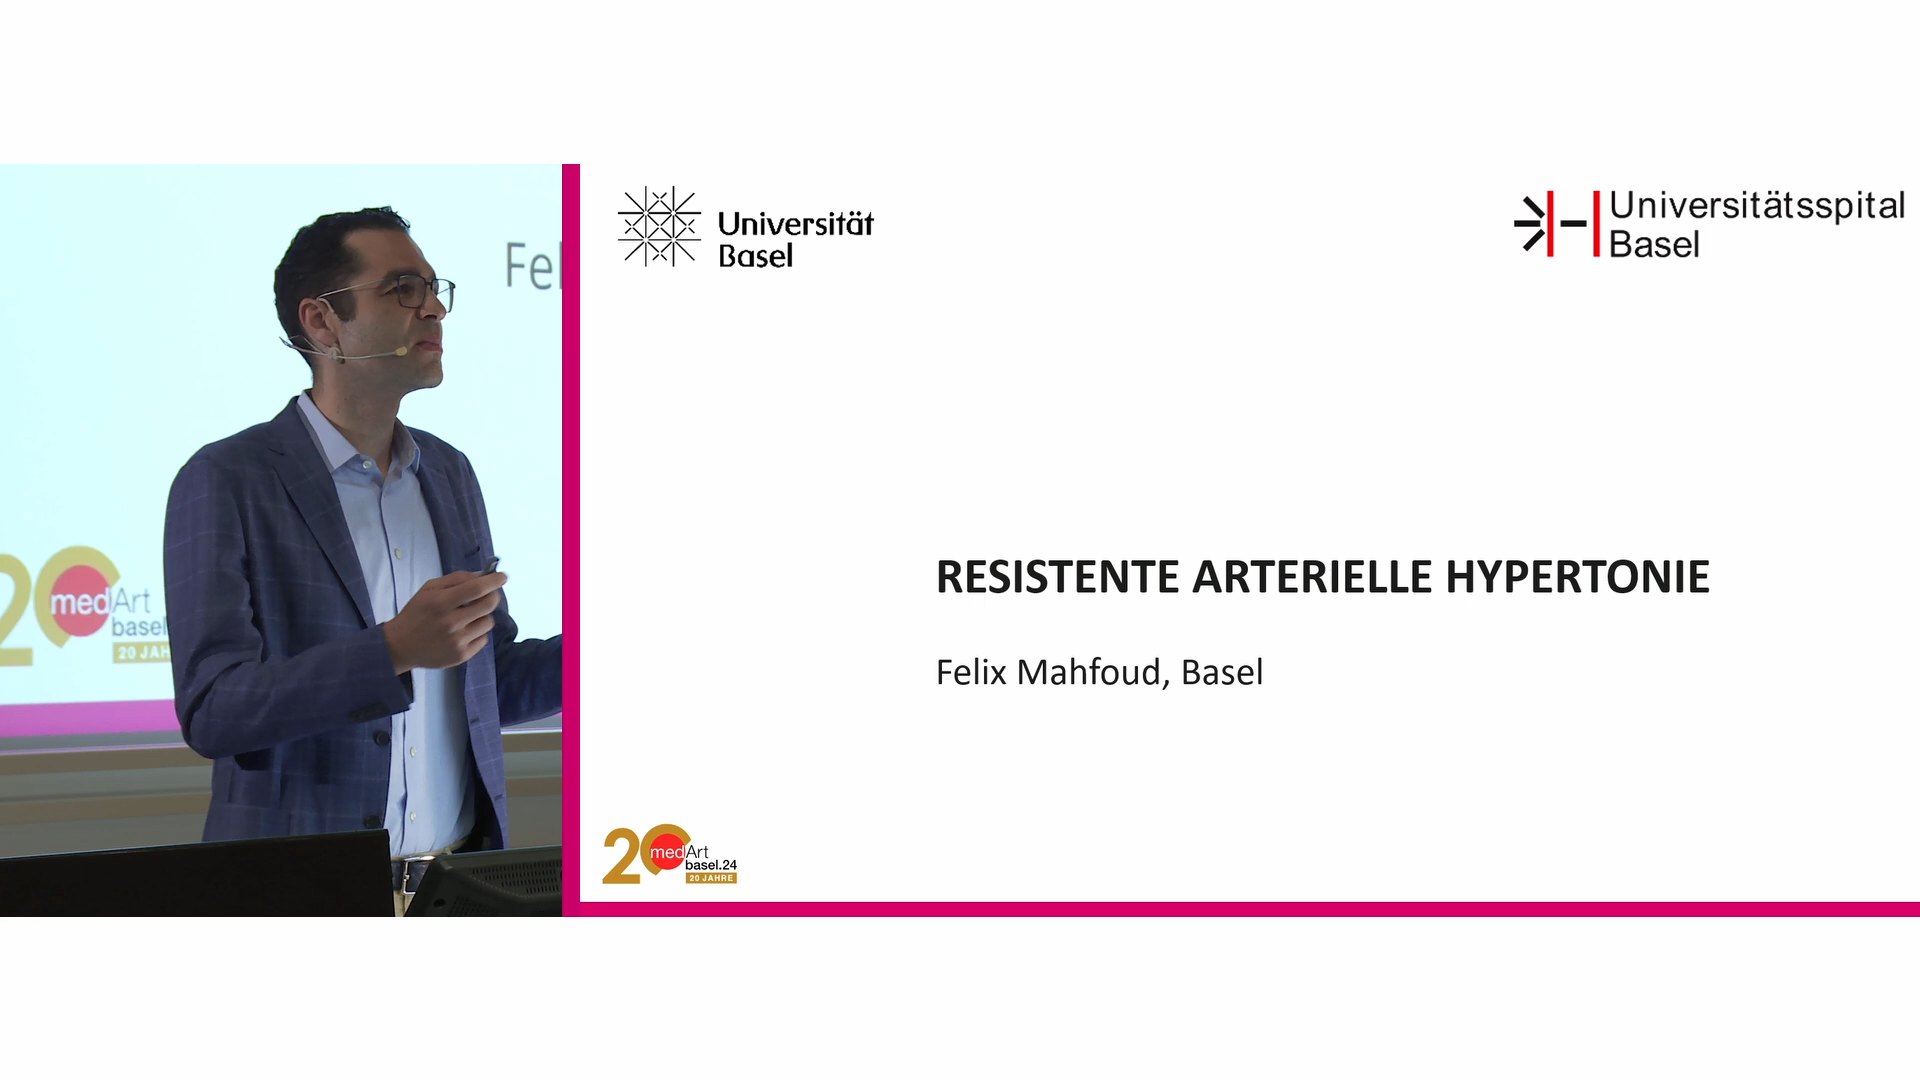 Fel
medArt
basel
20 JAH
Universität
Basel
Universitätsspital
Basel
RESISTENTE ARTERIELLE HYPERTONIE
Felix Mahfoud, Basel
20
medArt
basel.24
20 JAHRE